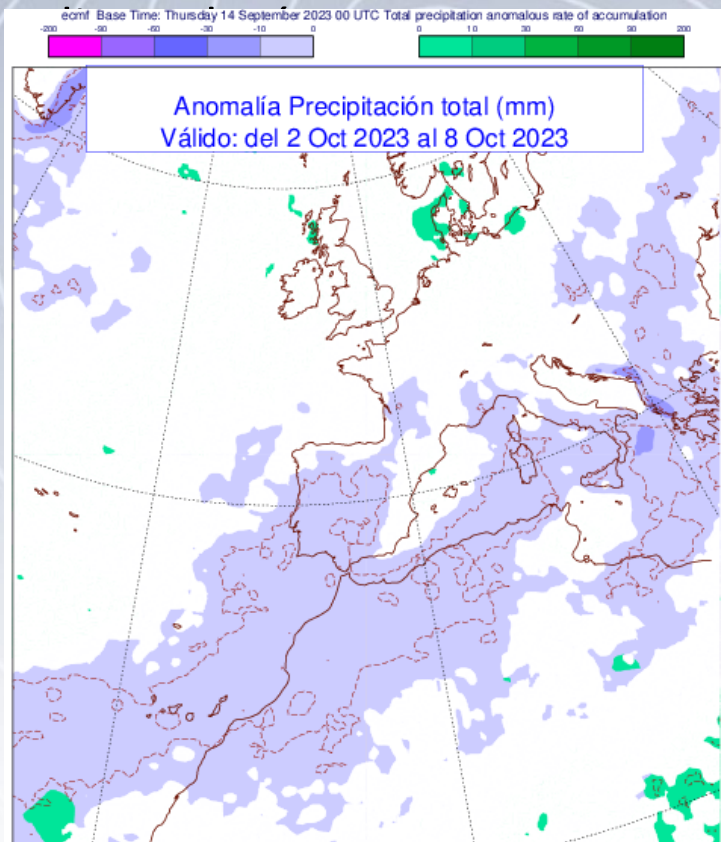 ecmf Base Time: Thursday 14 September 2023 00 UTC Total precipitation anomalous rate of accumulation
-200 -90 -60 -30 -10 0 0 10 30 60 90 200
Anomalía Precipitación total (mm)
Válido: del 2 Oct 2023 al 8 Oct 2023